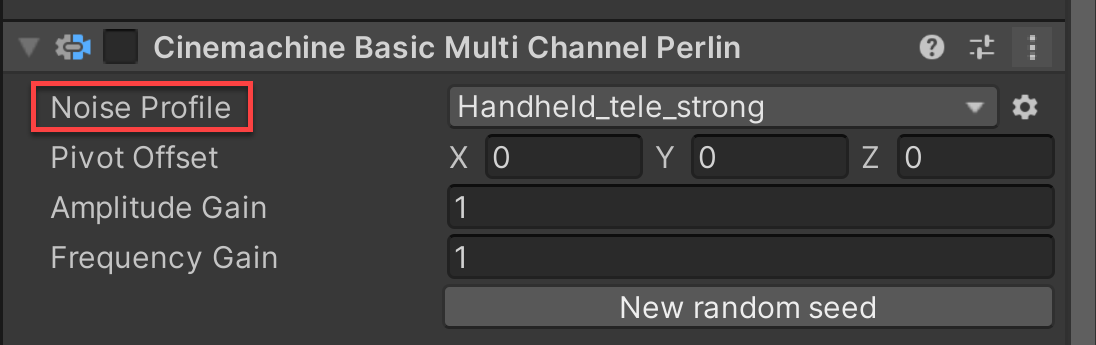 Cinemachine Basic Multi Channel Perlin
Noise Profile Handheld_tele_strong
Pivot Offset X 0 Y 0 Z 0
Amplitude Gain 1
Frequency Gain 1
New random seed